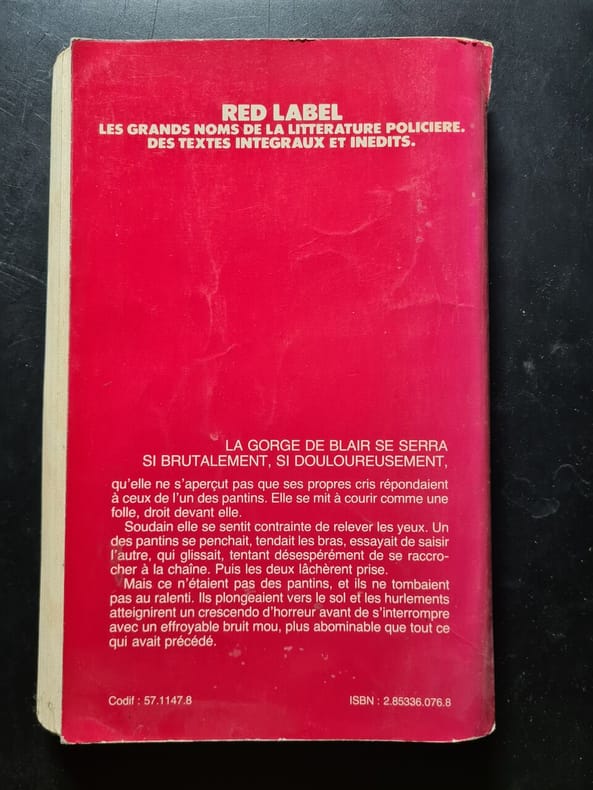 RED LABEL
LES GRANDS NOMS DE LA LITTERATURE POLICIERE.
DES TEXTES INTEGRAUX ET INEDITS.
LA GORGE DE BLAIR SE SERRA
SI BRUTALEMENT, SI DOULOUREUSEMENT,
qu'elle ne s'aperçut pas que ses propres cris répondaient
à ceux de l'un des pantins. Elle se mit à courir comme une
folle, droit devant elle.
Soudain elle se sentit contrainte de relever les yeux. Un
des pantins se penchait, tendait les bras, essayait de saisir
l'autre, qui glissait, tentant désespérément de se raccro-
cher à la chaîne. Puis les deux lâchèrent prise.
Mais ce n'étaient pas des pantins, et ils ne tombaient
pas au ralenti. Ils plongeaient vers le sol et les hurlements
atteignirent un crescendo d'horreur avant de s'interrompre
avec un effroyable bruit mou, plus abominable que tout ce
qui avait précédé.
Codif : 57.1147.8
ISBN : 2.85336.076.8